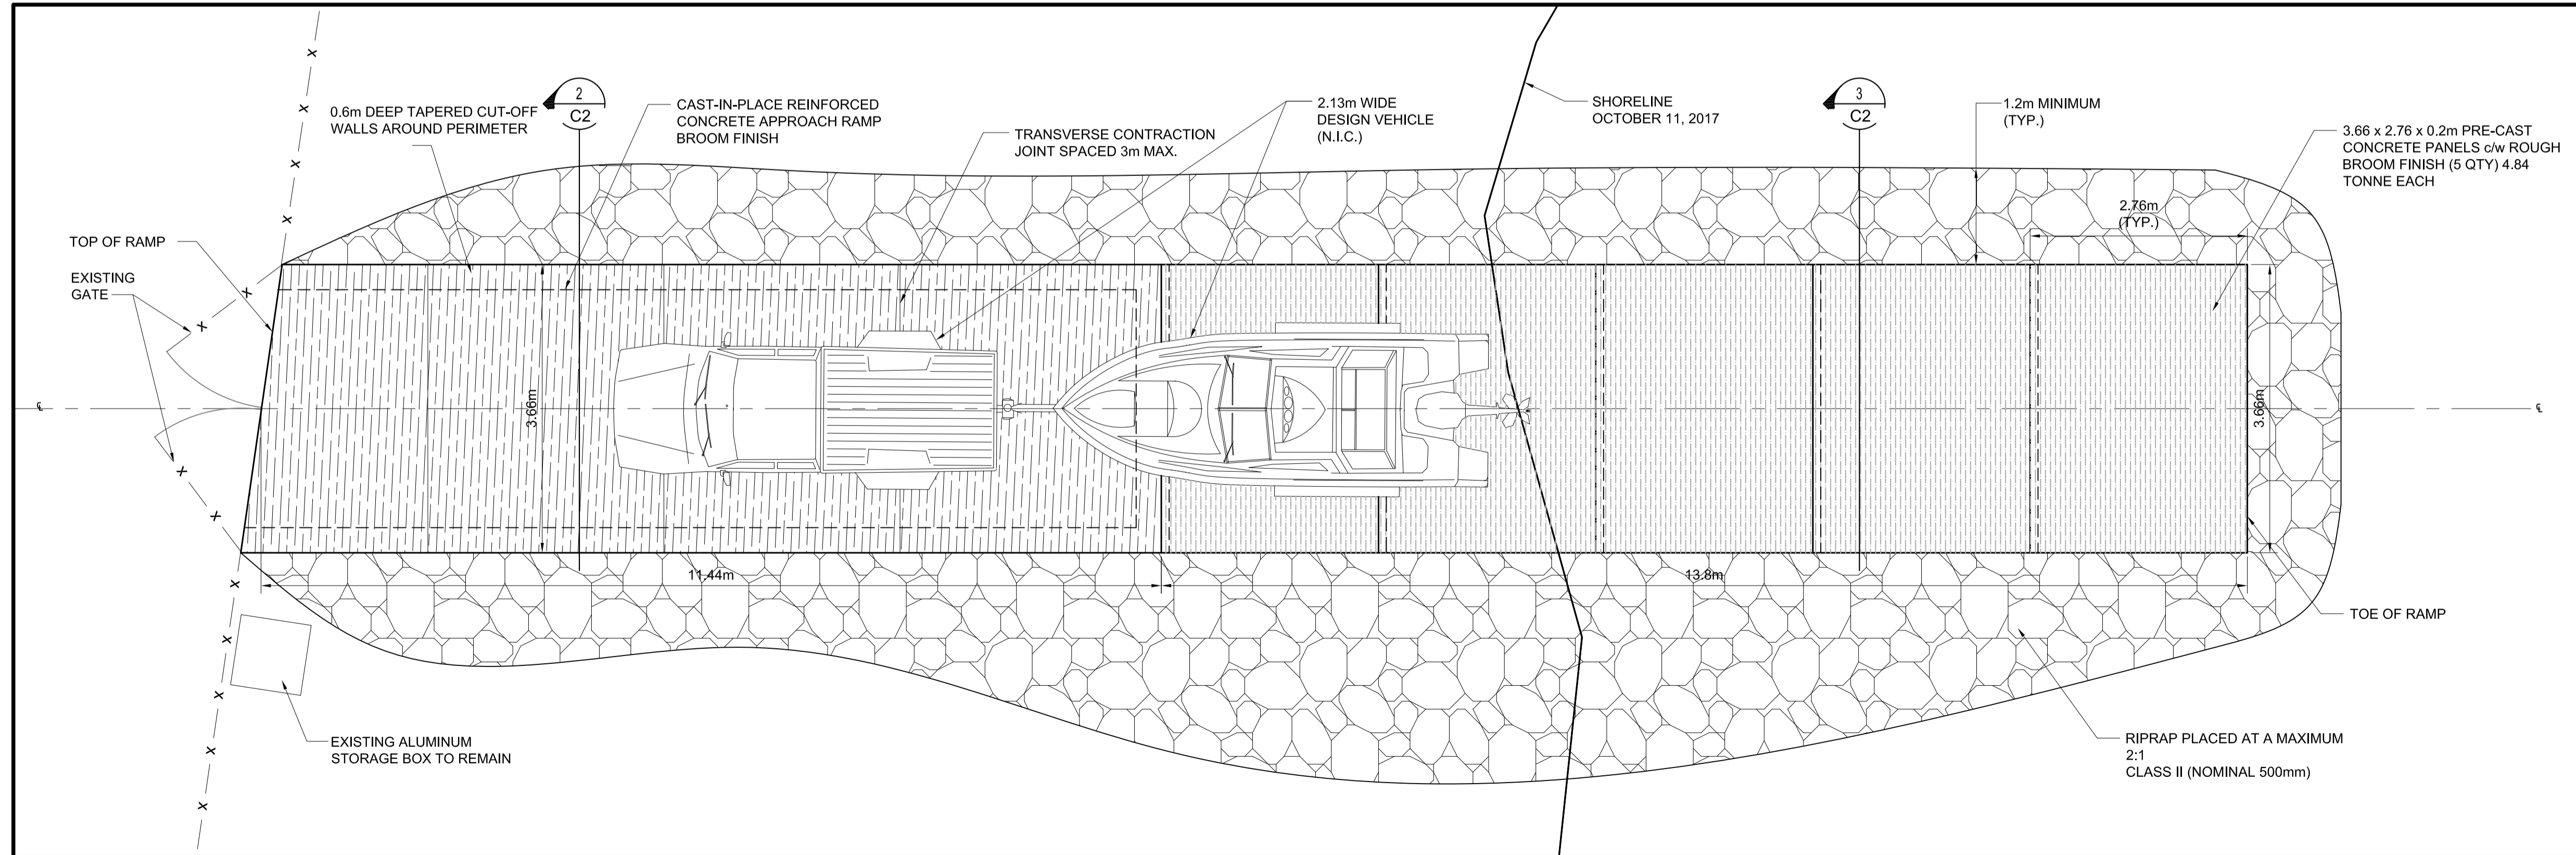 0.6m DEEP TAPERED CUT-OFF
WALLS AROUND PERIMETER
2
C2
CAST-IN-PLACE REINFORCED
CONCRETE APPROACH RAMP
BROOM FINISH
TRANSVERSE CONTRACTION
JOINT SPACED 3m MAX.
2.13m WIDE
DESIGN VEHICLE
(N.I.C.)
SHORELINE
OCTOBER 11, 2017
3
C2
1.2m MINIMUM
(TYP.)
3.66 x 2.76 x 0.2m PRE-CAST
CONCRETE PANELS c/w ROUGH
BROOM FINISH (5 QTY) 4.84
TONNE EACH
2.76m
(TYP.)
TOP OF RAMP
EXISTING
GATE
3.66m
3.66m
11.44m
13.8m
TOE OF RAMP
EXISTING ALUMINUM
STORAGE BOX TO REMAIN
RIPRAP PLACED AT A MAXIMUM
2:1
CLASS II (NOMINAL 500mm)